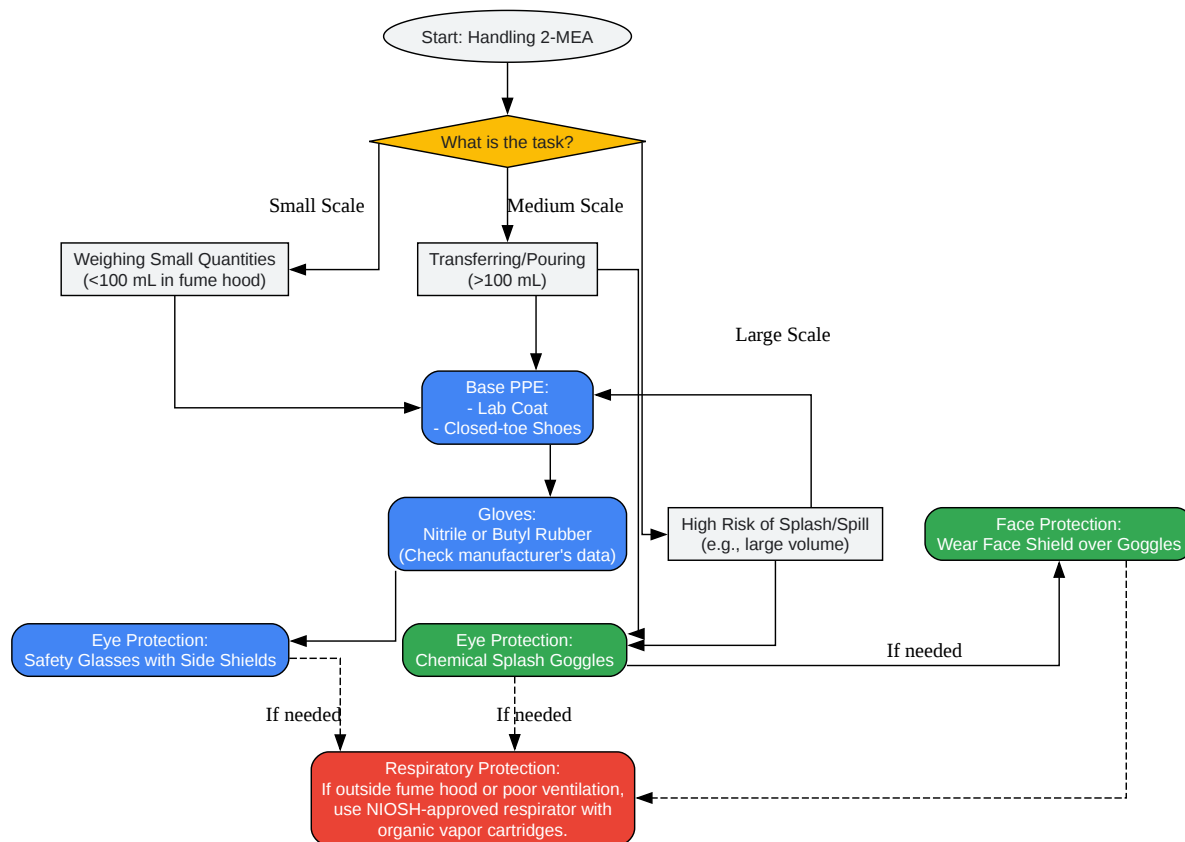 Start: Handling 2-MEA
What is the task?
Small Scale
Medium Scale
Weighing Small Quantities
(<100 mL in fume hood)
Transferring/Pouring
(>100 mL)
Large Scale
Base PPE:
- Lab Coat
- Closed-toe Shoes
Gloves:
Nitrile or Butyl Rubber
(Check manufacturer's data)
High Risk of Splash/Spill
(e.g., large volume)
Face Protection:
Wear Face Shield over Goggles
Eye Protection:
Safety Glasses with Side Shields
Eye Protection:
Chemical Splash Goggles
If needed
If needed
If needed
Respiratory Protection:
If outside fume hood or poor ventilation,
use NIOSH-approved respirator with
organic vapor cartridges.